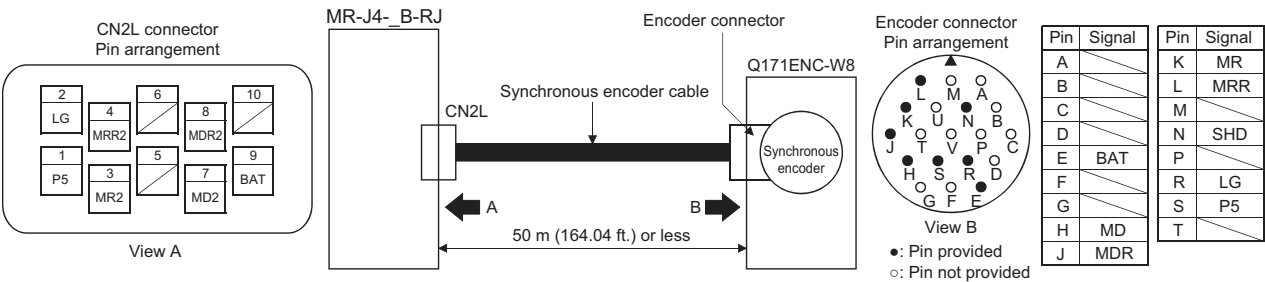 CN2L connector
Pin arrangement
2
LG
4
MRR2
6
8
MDR2
10
1
P5
3
MR2
5
7
MD2
9
BAT
View A
MR-J4-_B-RJ
CN2L
Synchronous encoder cable
Encoder connector
Q171ENC-W8
Synchronous
encoder
A
B
50 m (164.04 ft.) or less
Encoder connector
Pin arrangement
L M A
K U N B
J T V P C
H S R D
G F E
View B
●: Pin provided
○: Pin not provided
Pin Signal
A
B
C
D
E BAT
F
G
H MD
J MDR
Pin Signal
K MR
L MRR
M
N SHD
P
R LG
S P5
T